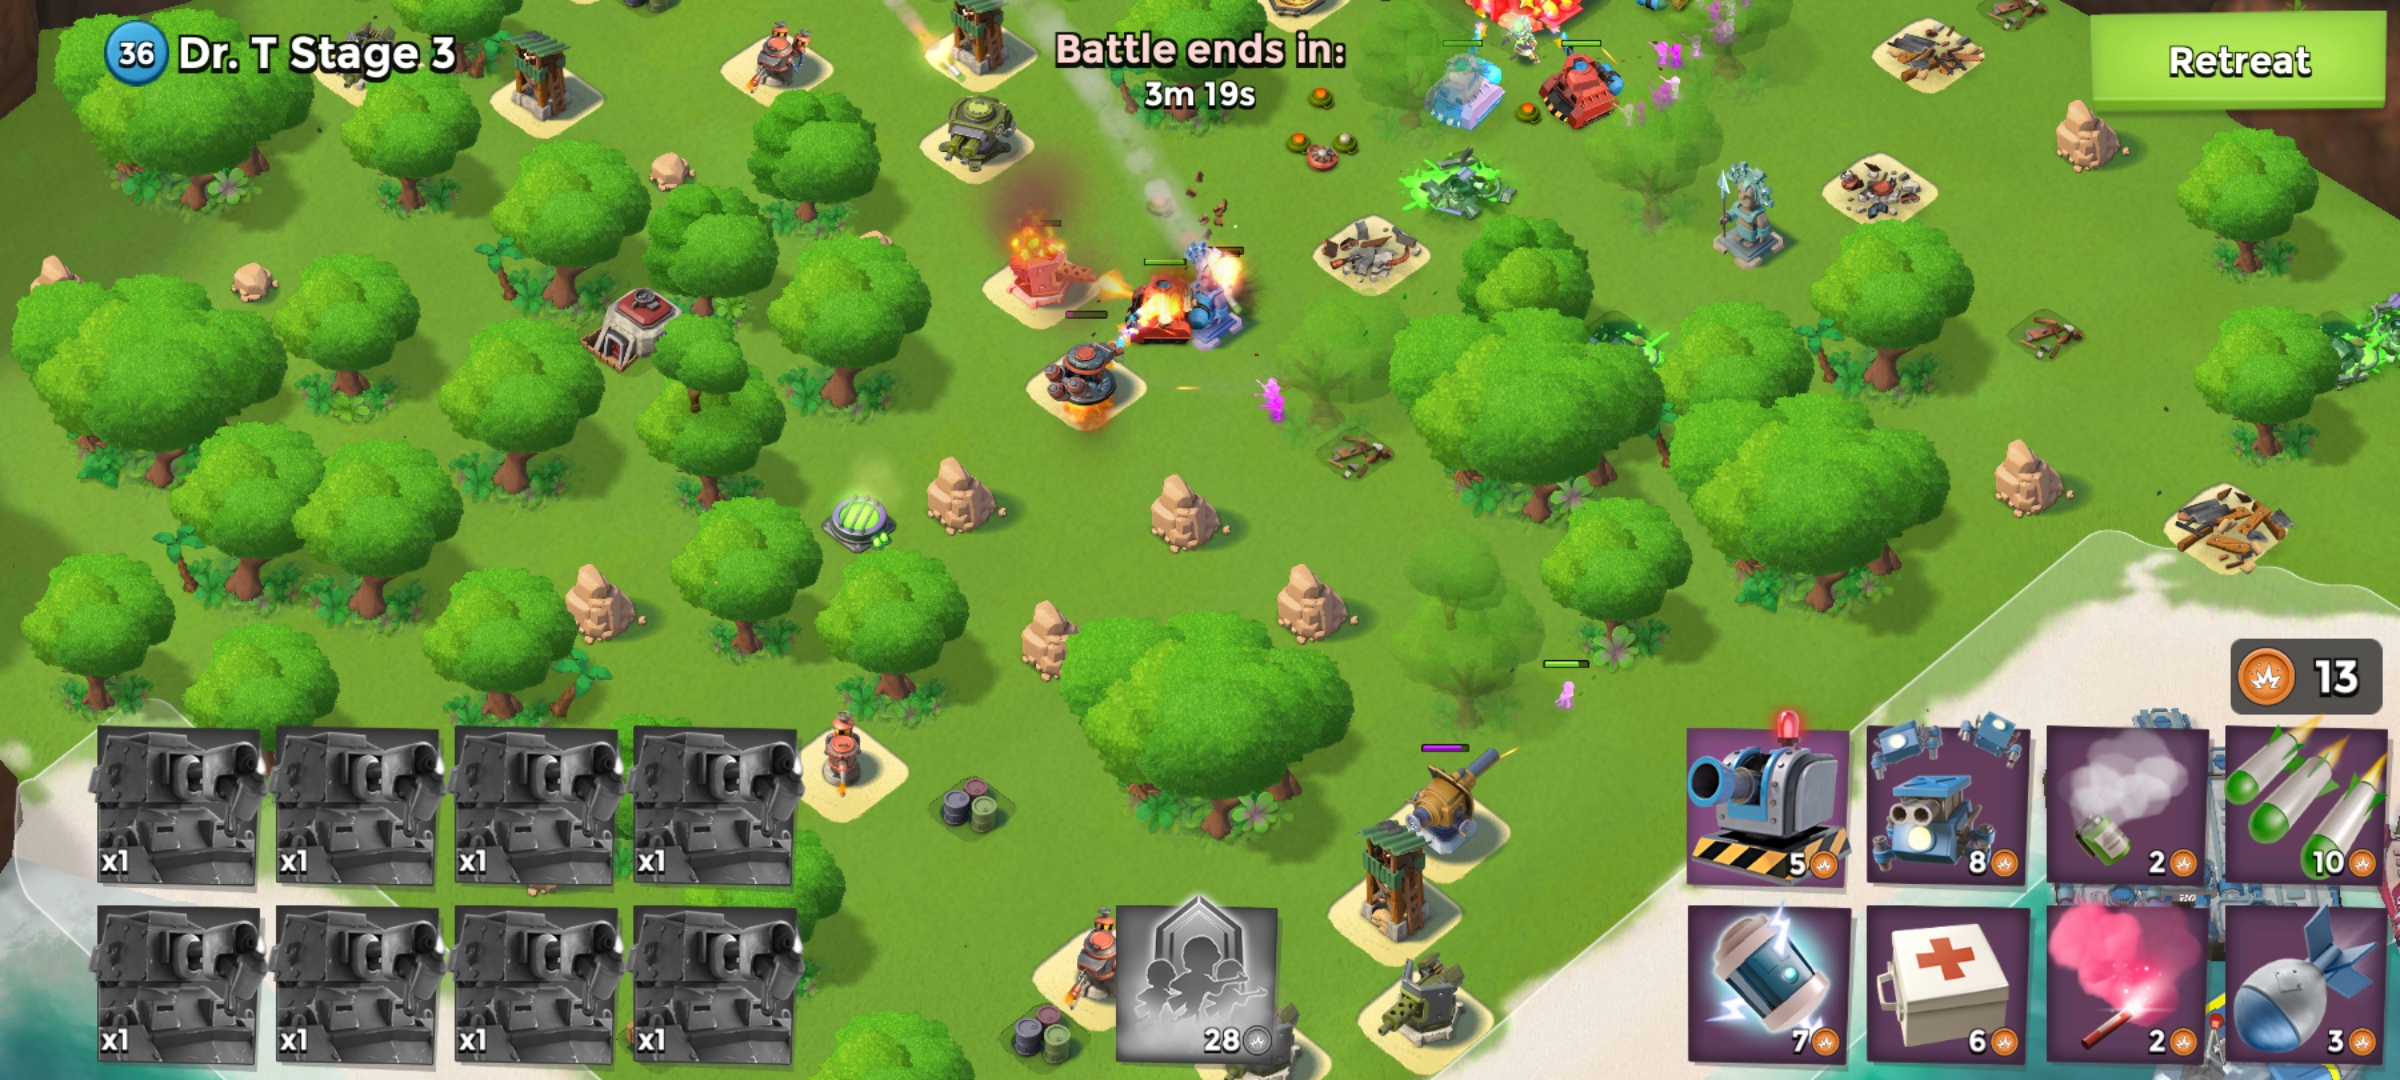 36 Dr. T Stage 3
Battle ends in:
3m 19s
Retreat
13
x1 x1 x1 x1
5 8 2 10
x1 x1 x1 x1
28
7 6 2 3